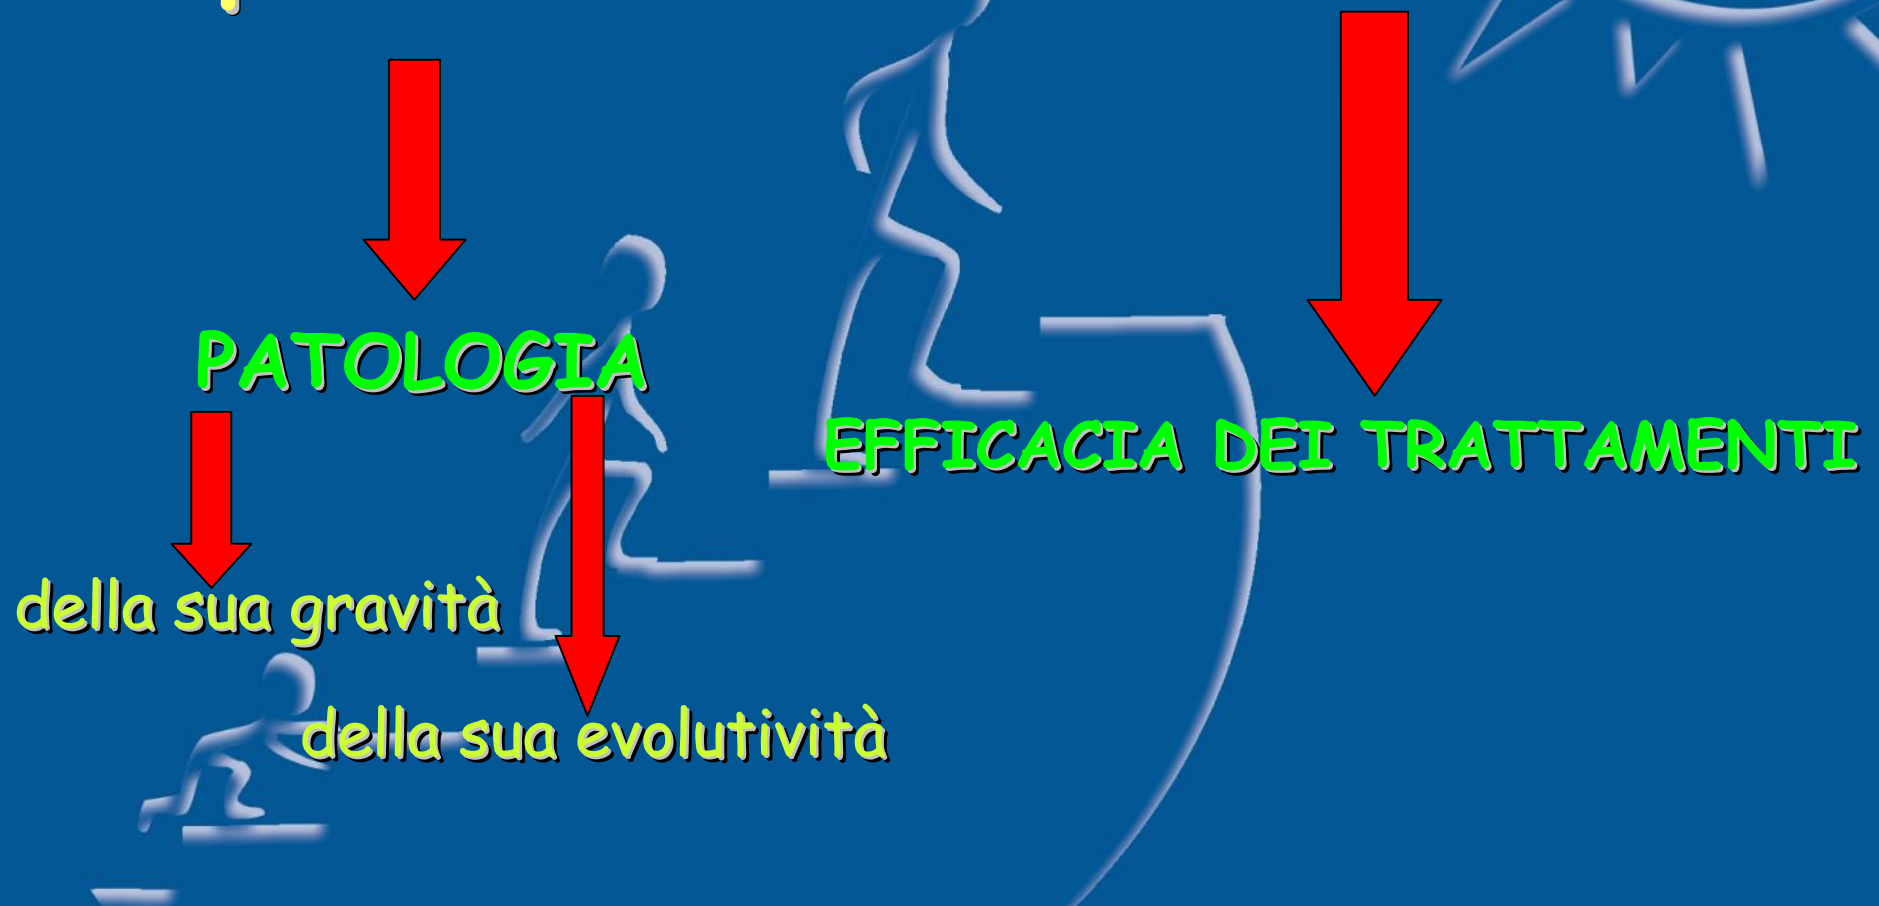 PATOLOGIA
EFFICACIA DEI TRATTAMENTI
della sua gravità
della sua evolutività